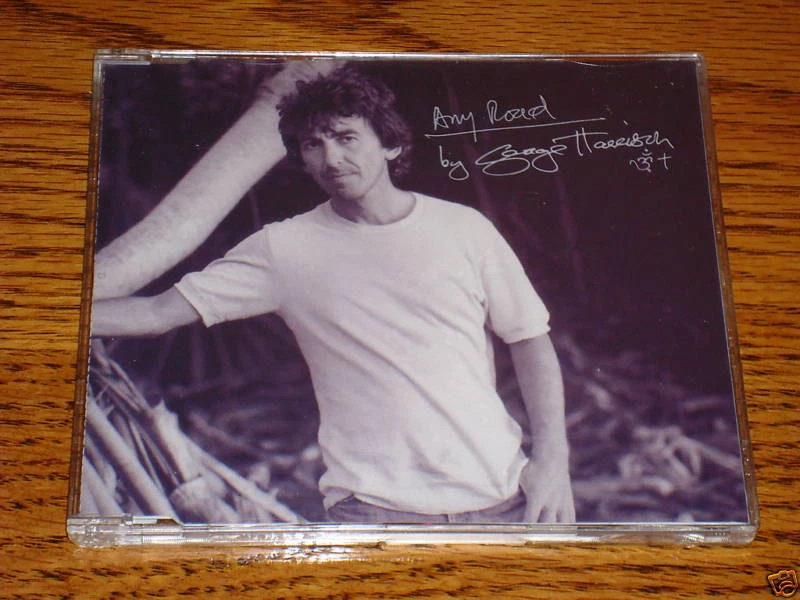 Any Road
by George Harrison
ॐ †